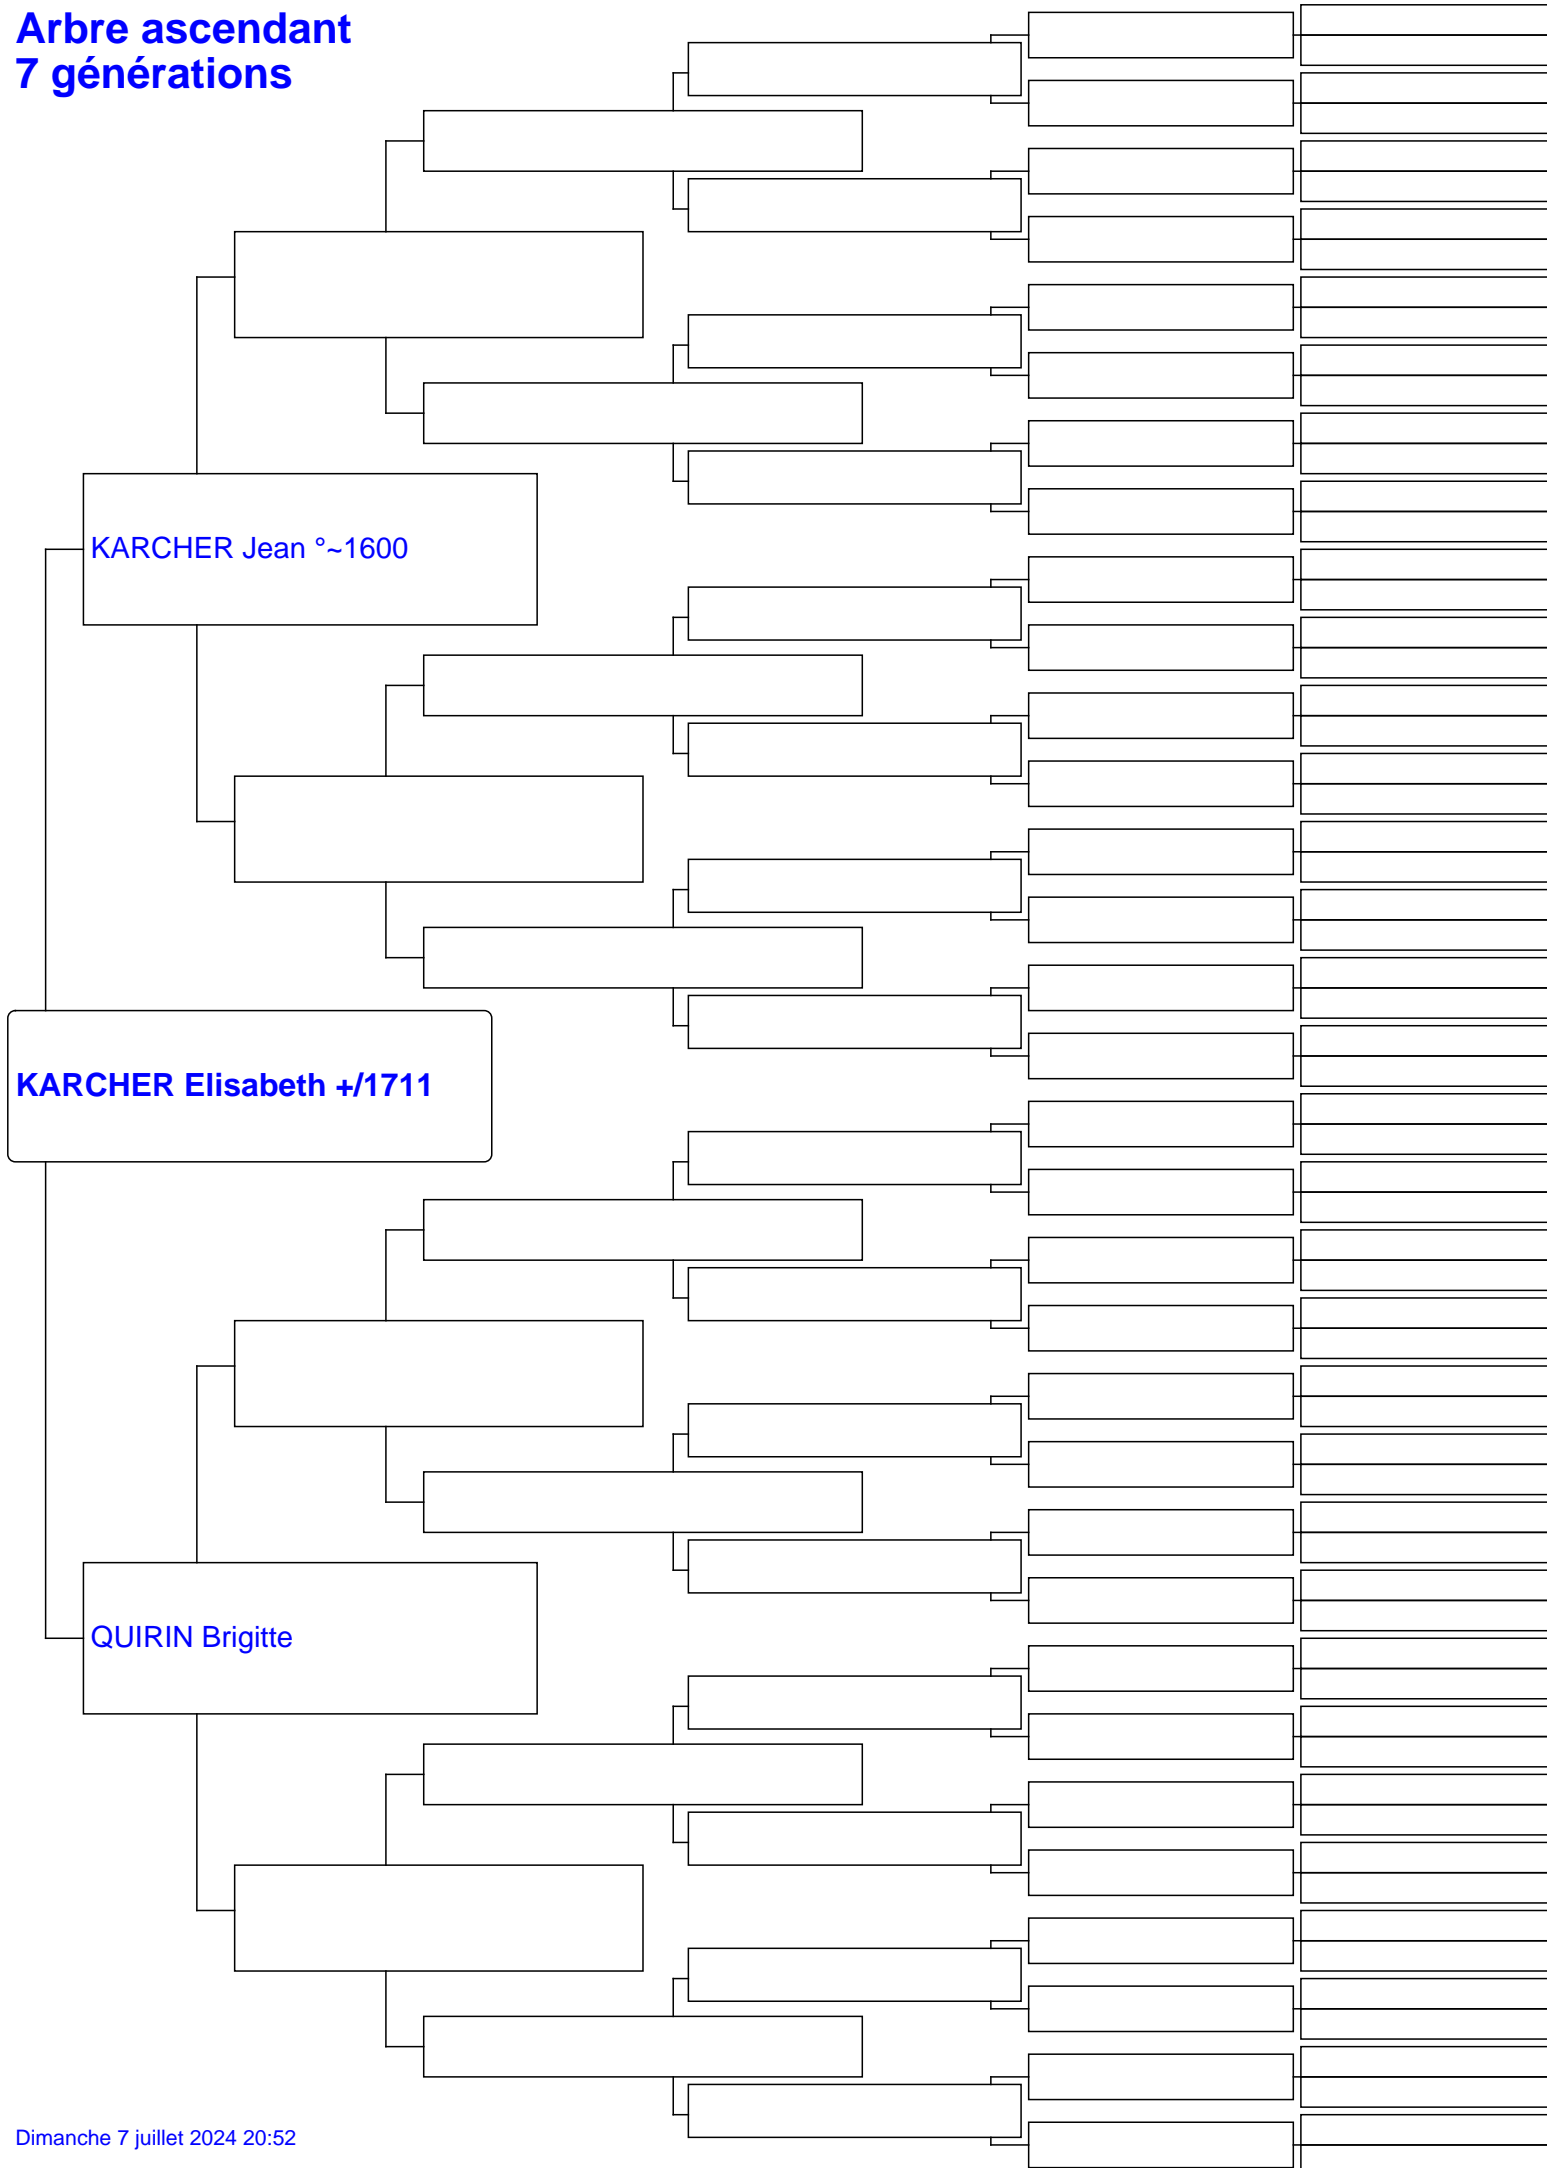 Arbre ascendant
7 générations
KARCHER Jean °~1600
KARCHER Elisabeth +/1711
QUIRIN Brigitte
Dimanche 7 juillet 2024 20:52